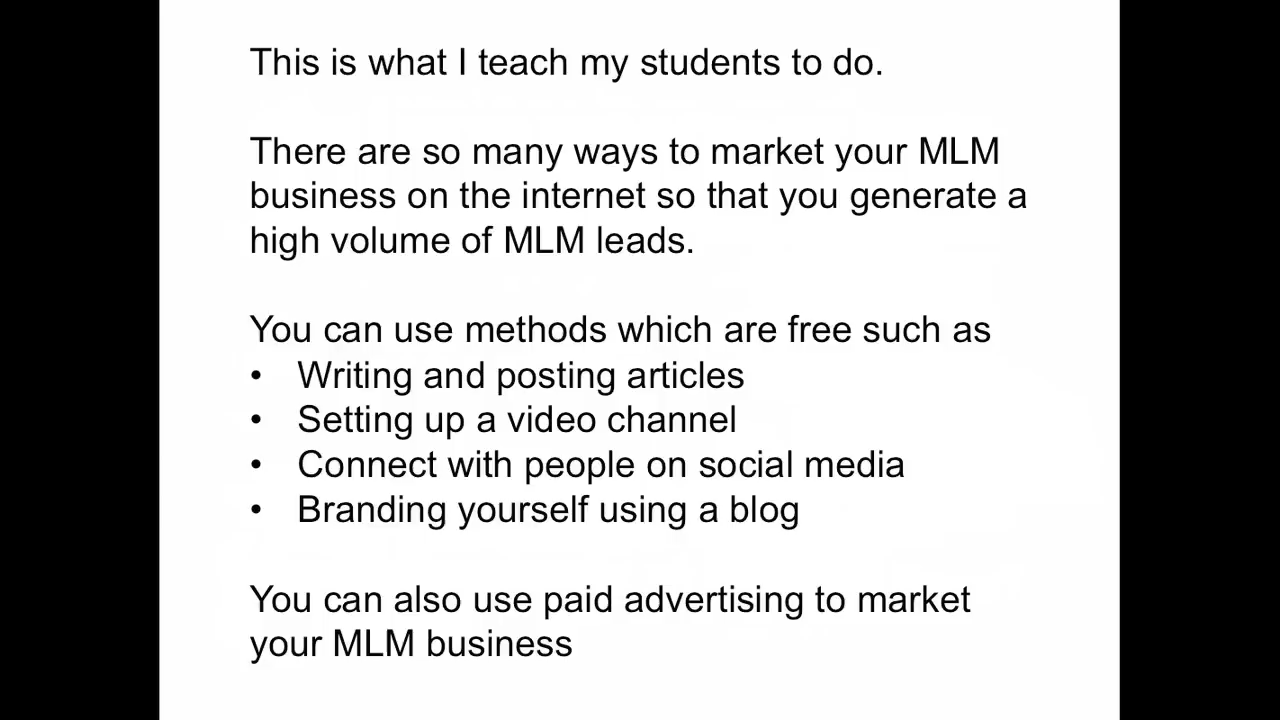 This is what I teach my students to do.
There are so many ways to market your MLM
business on the internet so that you generate a
high volume of MLM leads.
You can use methods which are free such as
• Writing and posting articles
• Setting up a video channel
• Connect with people on social media
• Branding yourself using a blog
You can also use paid advertising to market
your MLM business